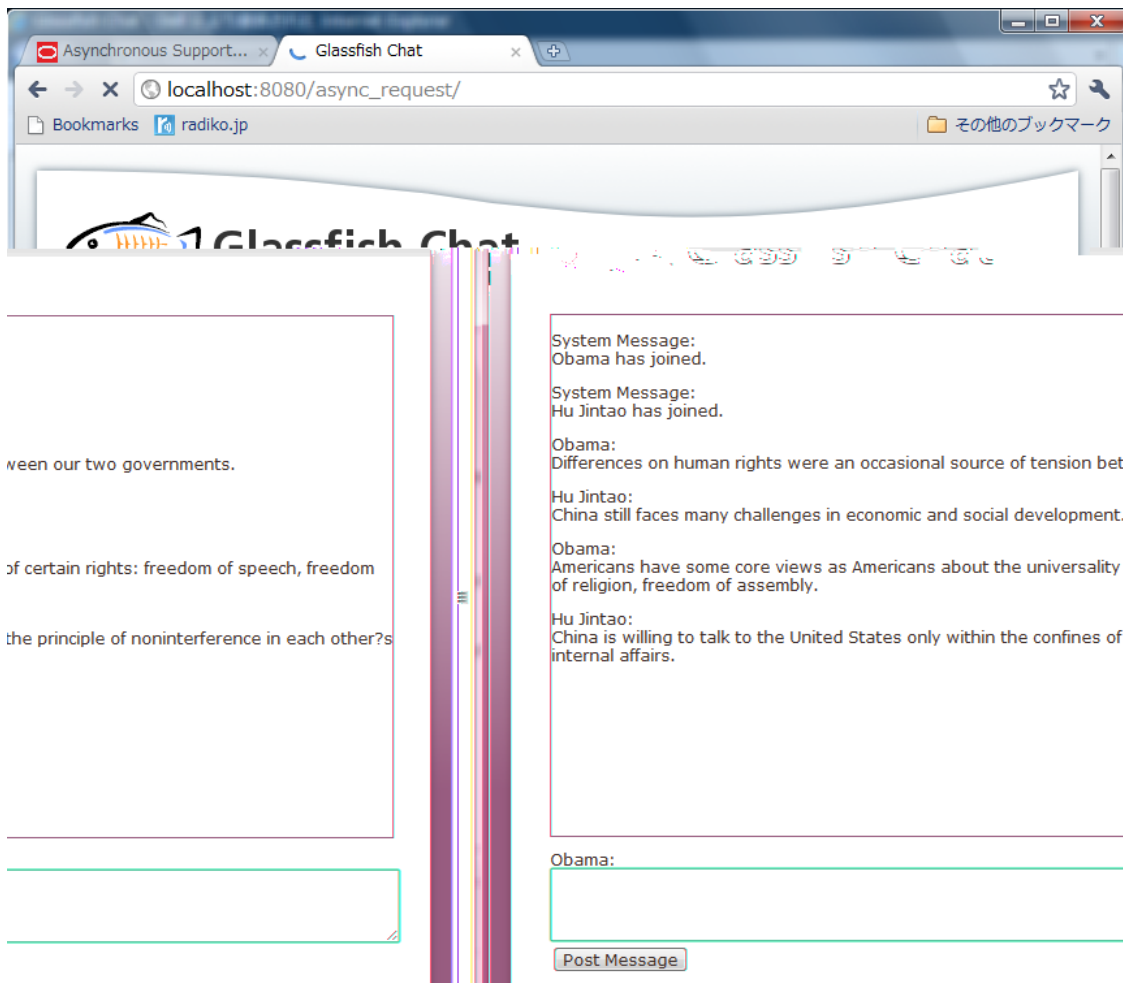 Asynchronous Support...
Glassfish Chat
localhost:8080/async_request/
Bookmarks
radiko.jp
その他のブックマーク
Glassfish Chat
ween our two governments.
of certain rights: freedom of speech, freedom
the principle of noninterference in each other?s
System Message:
Obama has joined.
System Message:
Hu Jintao has joined.
Obama:
Differences on human rights were an occasional source of tension bet
Hu Jintao:
China still faces many challenges in economic and social development.
Obama:
Americans have some core views as Americans about the universality
of religion, freedom of assembly.
Hu Jintao:
China is willing to talk to the United States only within the confines of
internal affairs.
Obama:
Post Message